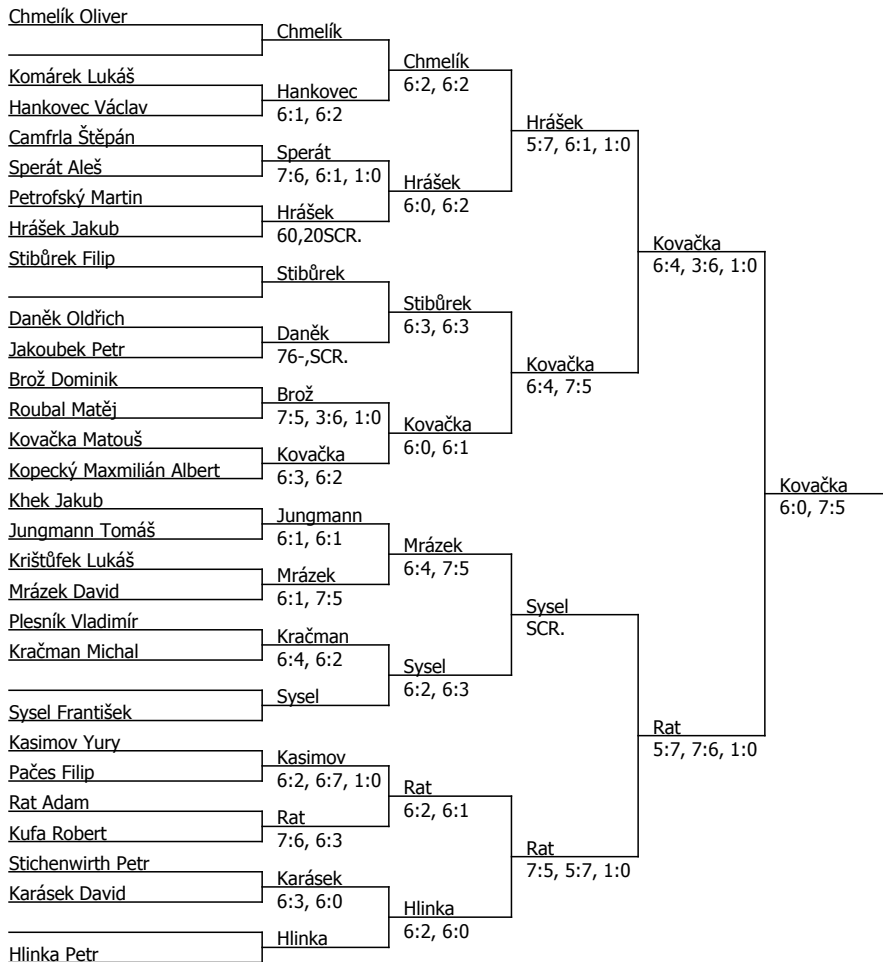 Chmelík Oliver
Komárek Lukáš
Hankovec Václav
Camfrla Štěpán
Sperát Aleš
Petrofský Martin
Hrášek Jakub
Stibůrek Filip
Daněk Oldřich
Jakoubek Petr
Brož Dominik
Roubal Matěj
Kovačka Matouš
Kopecký Maxmilián Albert
Khek Jakub
Jungmann Tomáš
Krištůfek Lukáš
Mrázek David
Plesník Vladimír
Kračman Michal
Sysel František
Kasimov Yury
Pačes Filip
Rat Adam
Kufa Robert
Stichenwirth Petr
Karásek David
Hlinka Petr
Chmelík
Hankovec
6:1, 6:2
Sperát
7:6, 6:1, 1:0
Hrášek
60,20SCR.
Stibůrek
Daněk
76-,SCR.
Brož
7:5, 3:6, 1:0
Kovačka
6:3, 6:2
Jungmann
6:1, 6:1
Mrázek
6:1, 7:5
Kračman
6:4, 6:2
Sysel
Kasimov
6:2, 6:7, 1:0
Rat
7:6, 6:3
Karásek
6:3, 6:0
Hlinka
Chmelík
6:2, 6:2
Hrášek
6:0, 6:2
Stibůrek
6:3, 6:3
Kovačka
6:0, 6:1
Mrázek
6:4, 7:5
Sysel
6:2, 6:3
Rat
6:2, 6:1
Hlinka
6:2, 6:0
Hrášek
5:7, 6:1, 1:0
Kovačka
6:4, 7:5
Sysel
SCR.
Rat
7:5, 5:7, 1:0
Kovačka
6:4, 3:6, 1:0
Rat
5:7, 7:6, 1:0
Kovačka
6:0, 7:5